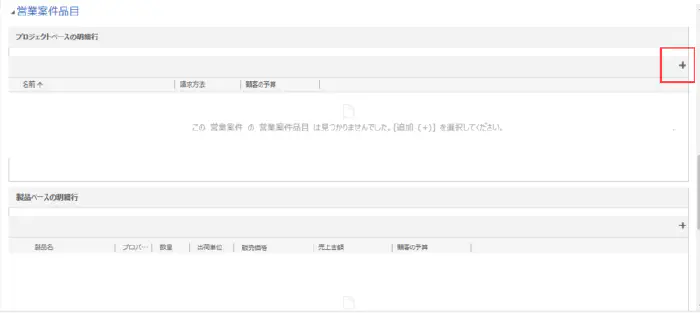 営業案件品目
プロジェクトベースの明細行
+
名前 ↑ 請求方法 顧客の予算
この 営業案件 の 営業案件品目 は見つかりませんでした。[追加 (+)] を選択してください。
製品ベースの明細行
+
製品名 プロパ… 数量 出荷単位 販売価格 売上金額 顧客の予算